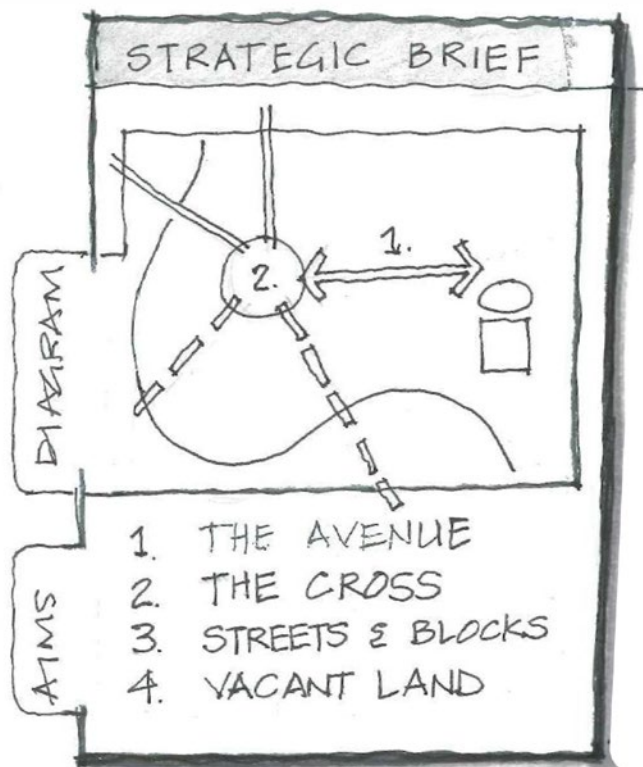 STRATEGIC BRIEF
1.
2.
DIAGRAM
1. THE AVENUE
2. THE CROSS
3. STREETS & BLOCKS
4. VACANT LAND
AIMS